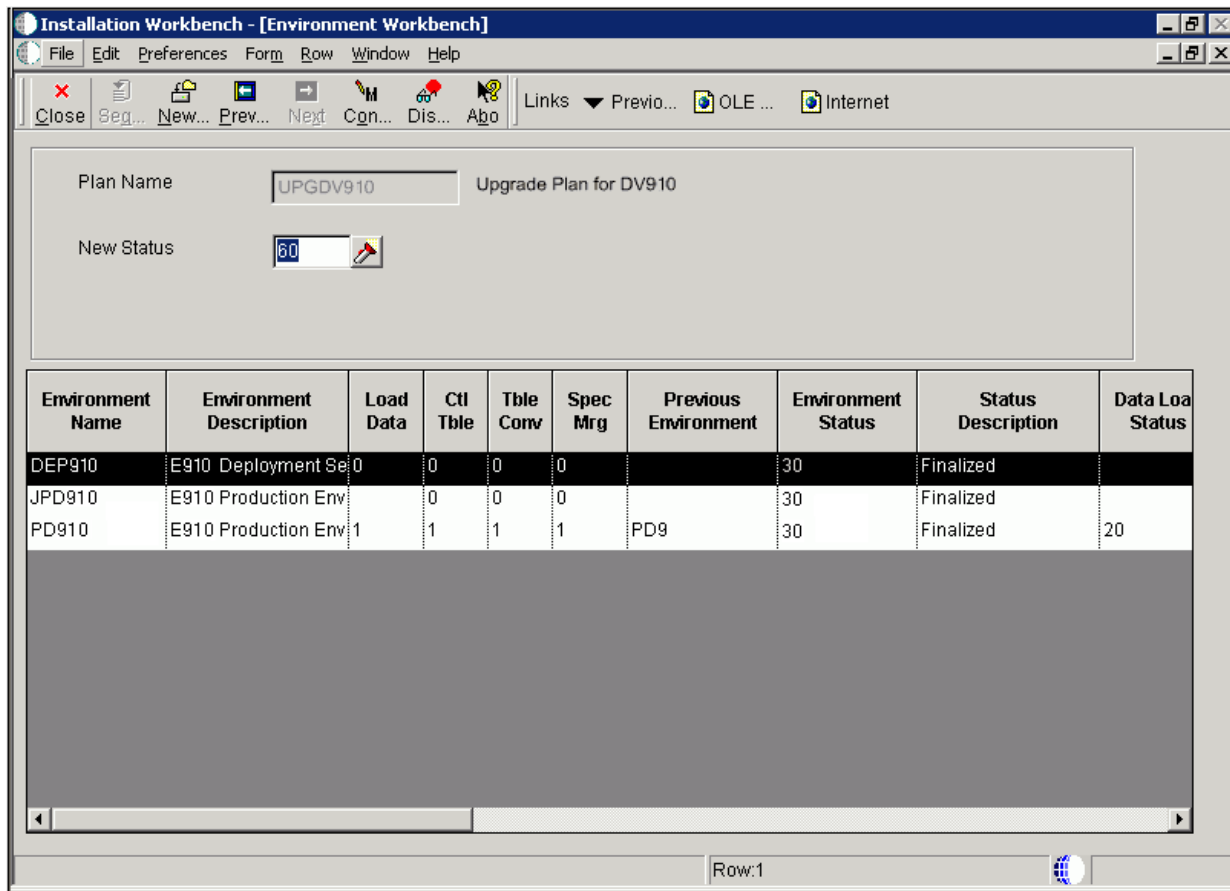 Installation Workbench - [Environment Workbench]
File Edit Preferences Form Row Window Help
Close Seq... New... Prev... Next Con... Dis... Abo Links Previo... OLE ... Internet
Plan Name UPGDV910 Upgrade Plan for DV910
New Status 60
Environment Name Environment Description Load Data Ctl Tble Tble Conv Spec Mrg Previous Environment Environment Status Status Description Data Loa Status
DEP910 E910 Deployment Se 0 0 0 0 30 Finalized
JPD910 E910 Production Env 0 0 0 30 Finalized
PD910 E910 Production Env 1 1 1 1 PD9 30 Finalized 20
Row:1